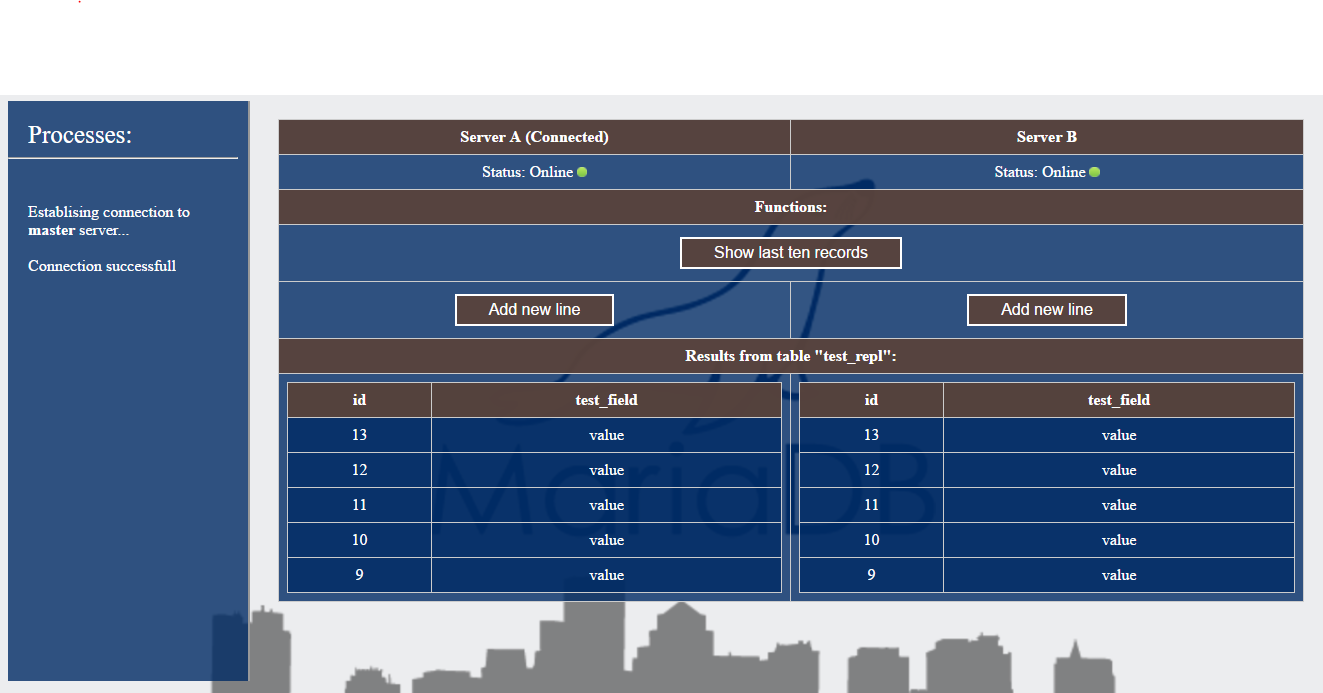 Processes:
Establising connection to
master server...
Connection successfull
Server A (Connected) Server B
Status: Online Status: Online
Functions:
Show last ten records
Add new line Add new line
Results from table "test_repl":
id test_field id test_field
13 value 13 value
12 value 12 value
11 value 11 value
10 value 10 value
9 value 9 value
MariaDB